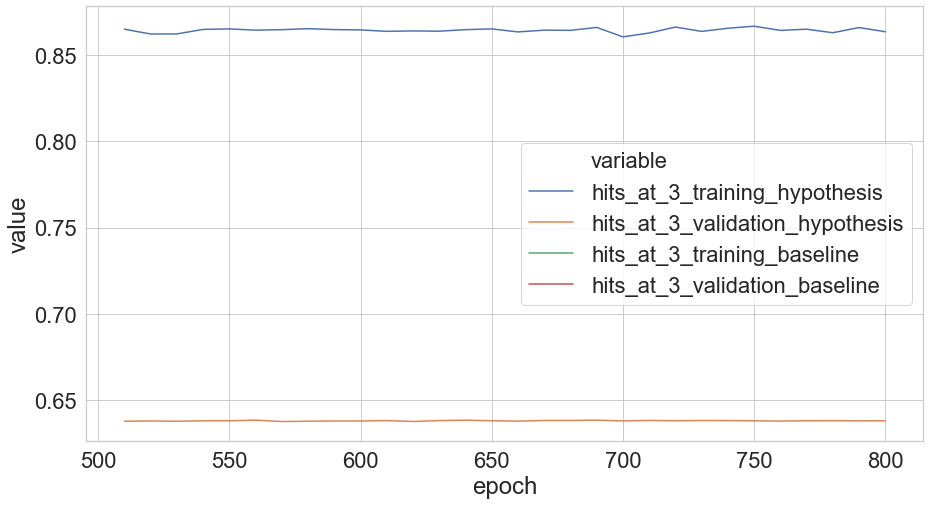 0.85
0.80
0.75
0.70
0.65
value
variable
hits_at_3_training_hypothesis
hits_at_3_validation_hypothesis
hits_at_3_training_baseline
hits_at_3_validation_baseline
500 550 600 650 700 750 800
epoch